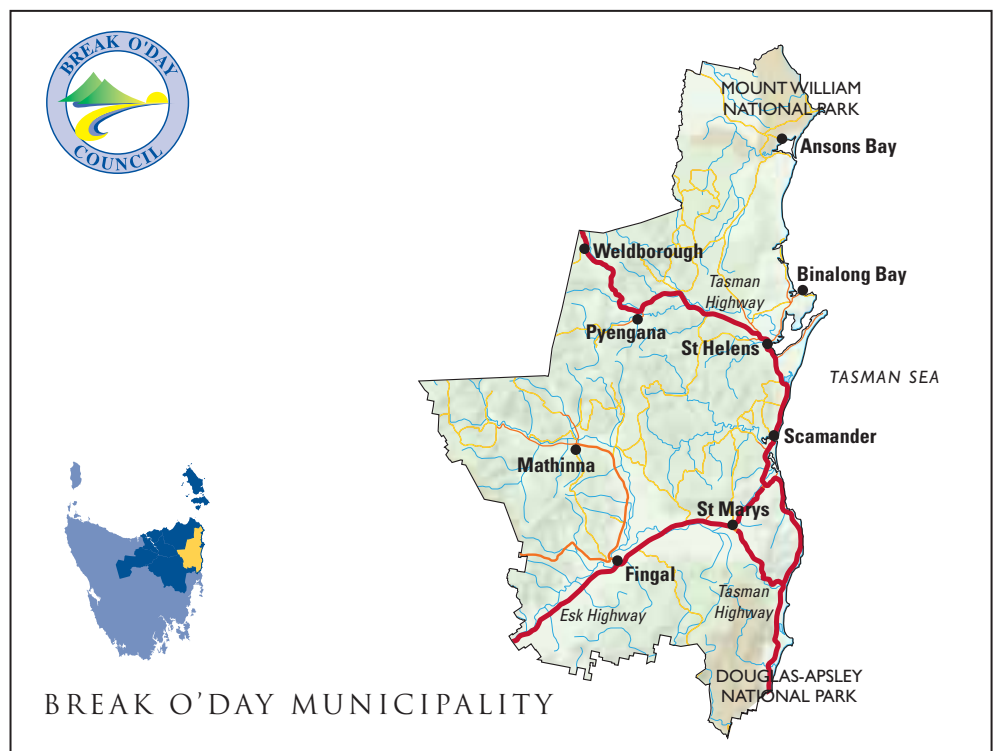 BREAK O'DAY
COUNCIL
MOUNT WILLIAM
NATIONAL PARK
Ansons Bay
Weldborough
Binalong Bay
Tasman
Highway
Pyengana
St Helens
TASMAN SEA
Scamander
Mathinna
St Marys
Fingal
Tasman
Highway
Esk Highway
DOUGLAS-APSLEY
NATIONAL PARK
BREAK O'DAY MUNICIPALITY